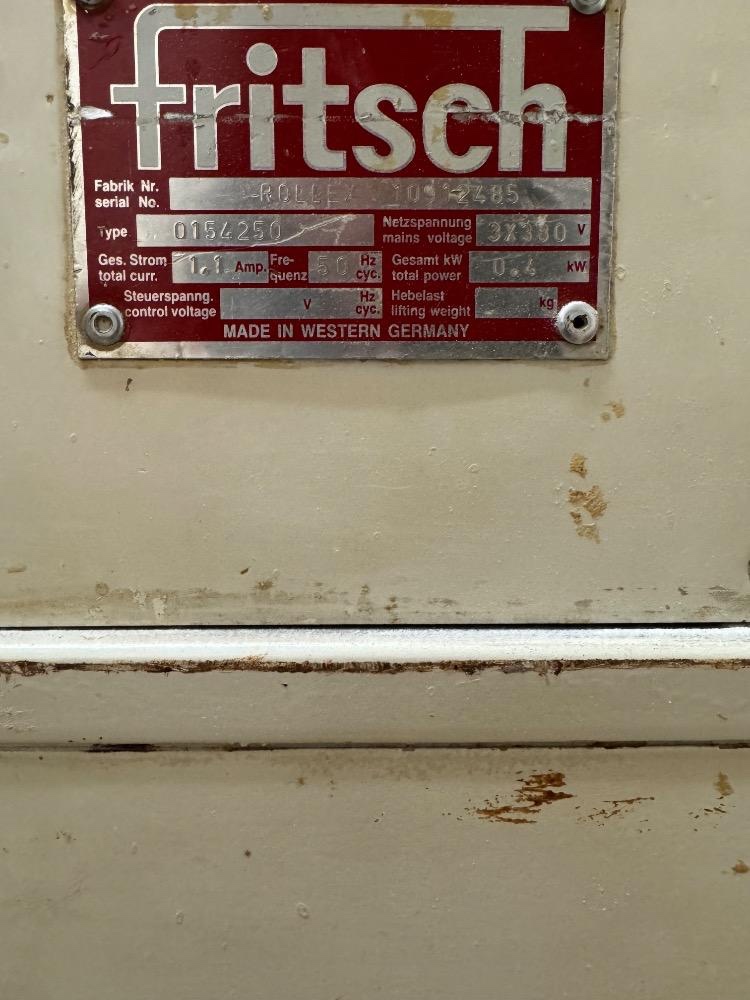 fritsch
Fabrik Nr.
serial No. ROLLEX
Type 0154250 Netzspannung
mains voltage 3X380 V
Ges. Strom
total curr. 1.1 Amp. Fre-
quenz 50 Hz
cyc. Gesamt kW
total power 0.4 kW
Steuerspanng.
control voltage V Hz
cyc. Hebelast
lifting weight kg
MADE IN WESTERN GERMANY